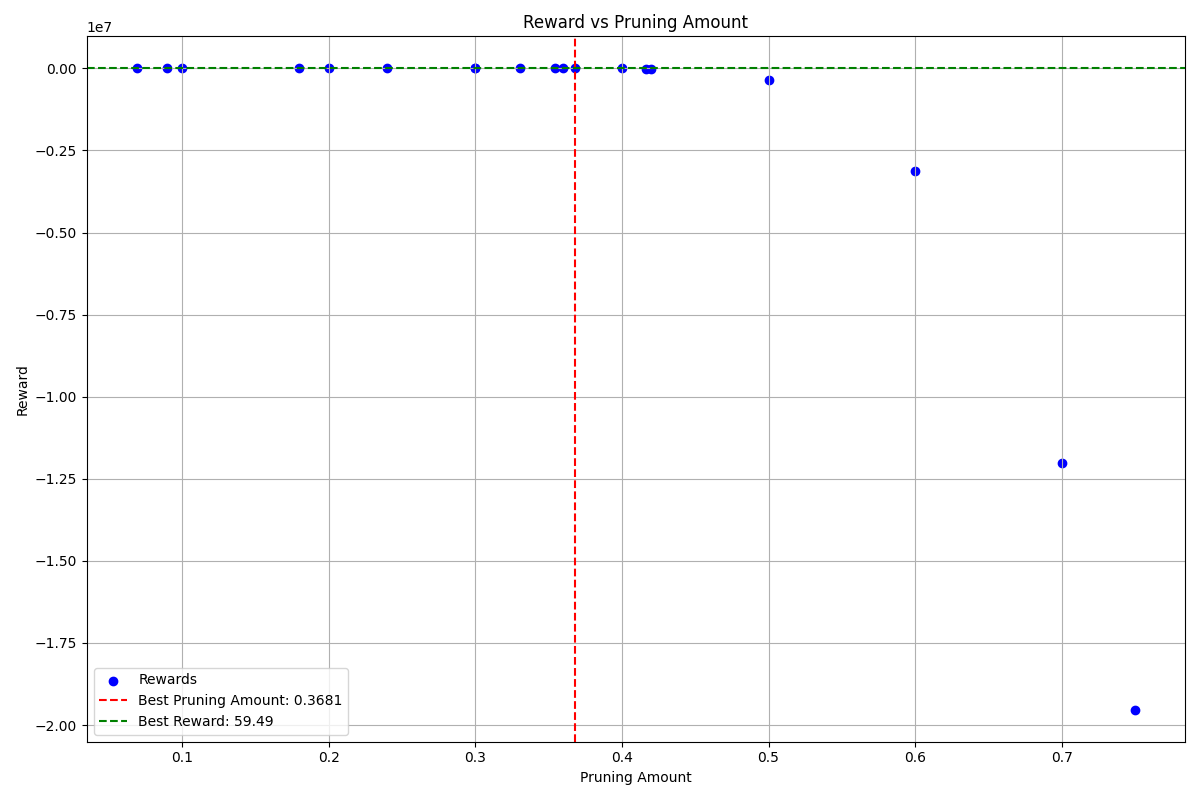 Reward vs Pruning Amount
1e7
0.00
−0.25
−0.50
−0.75
−1.00
−1.25
−1.50
−1.75
−2.00
Reward
Rewards
Best Pruning Amount: 0.3681
Best Reward: 59.49
0.1 0.2 0.3 0.4 0.5 0.6 0.7
Pruning Amount